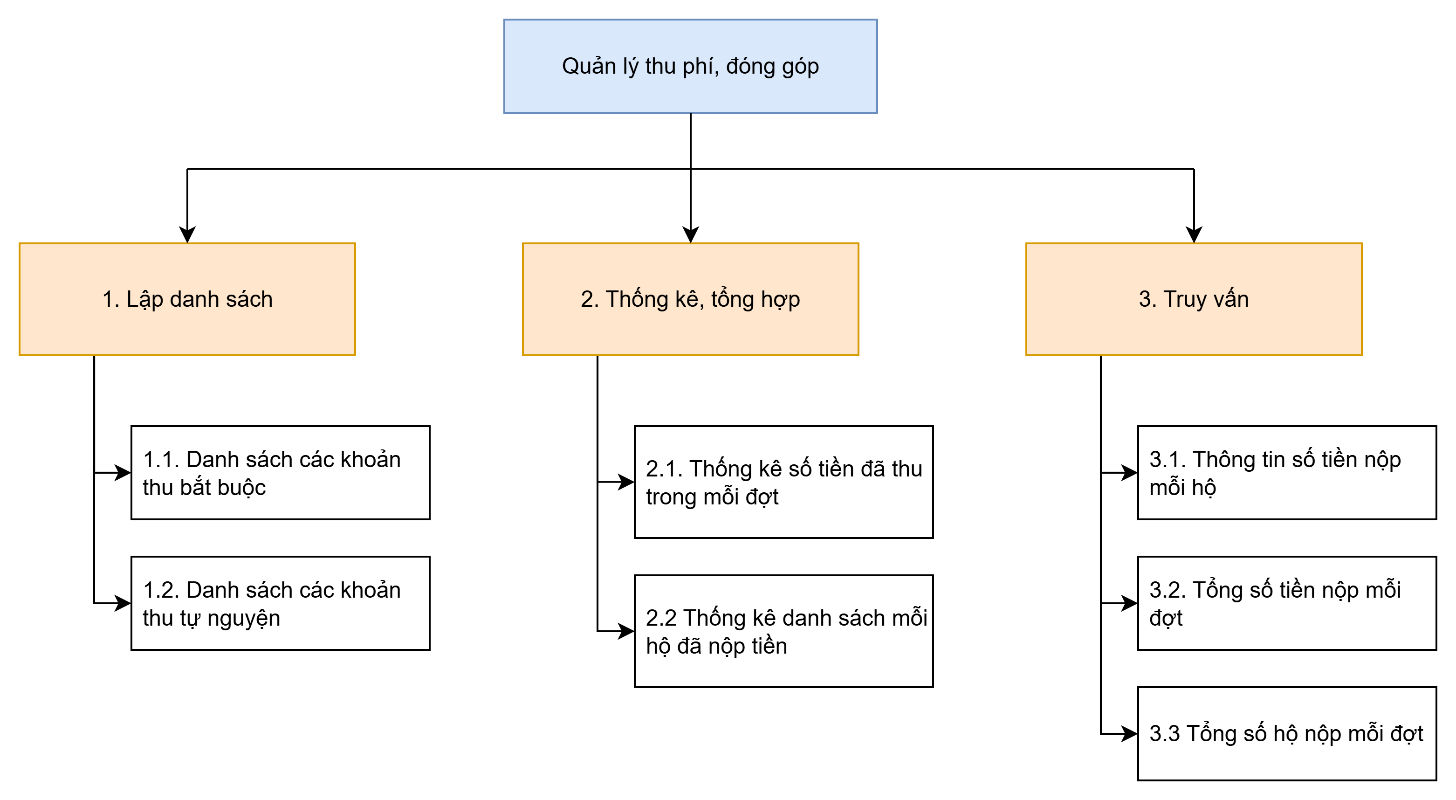 Quản lý thu phí, đóng góp
1. Lập danh sách
2. Thống kê, tổng hợp
3. Truy vấn
1.1. Danh sách các khoản
thu bắt buộc
1.2. Danh sách các khoản
thu tự nguyện
2.1. Thống kê số tiền đã thu
trong mỗi đợt
2.2 Thống kê danh sách mỗi
hộ đã nộp tiền
3.1. Thông tin số tiền nộp
mỗi hộ
3.2. Tổng số tiền nộp mỗi
đợt
3.3 Tổng số hộ nộp mỗi đợt